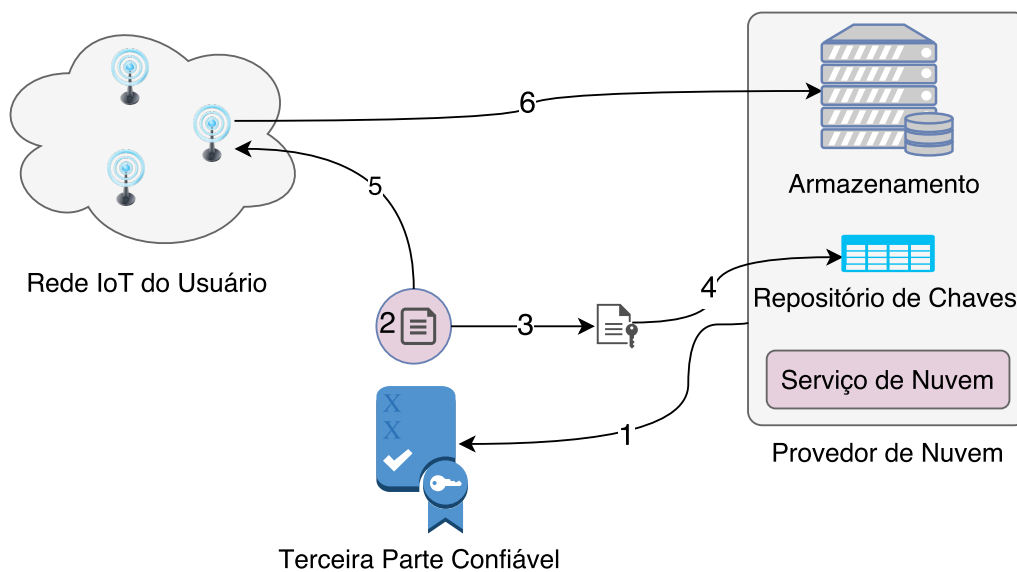 6
Armazenamento
5
Rede IoT do Usuário
4
Repositório de Chaves
2
3
Serviço de Nuvem
X
X
1
Provedor de Nuvem
Terceira Parte Confiável